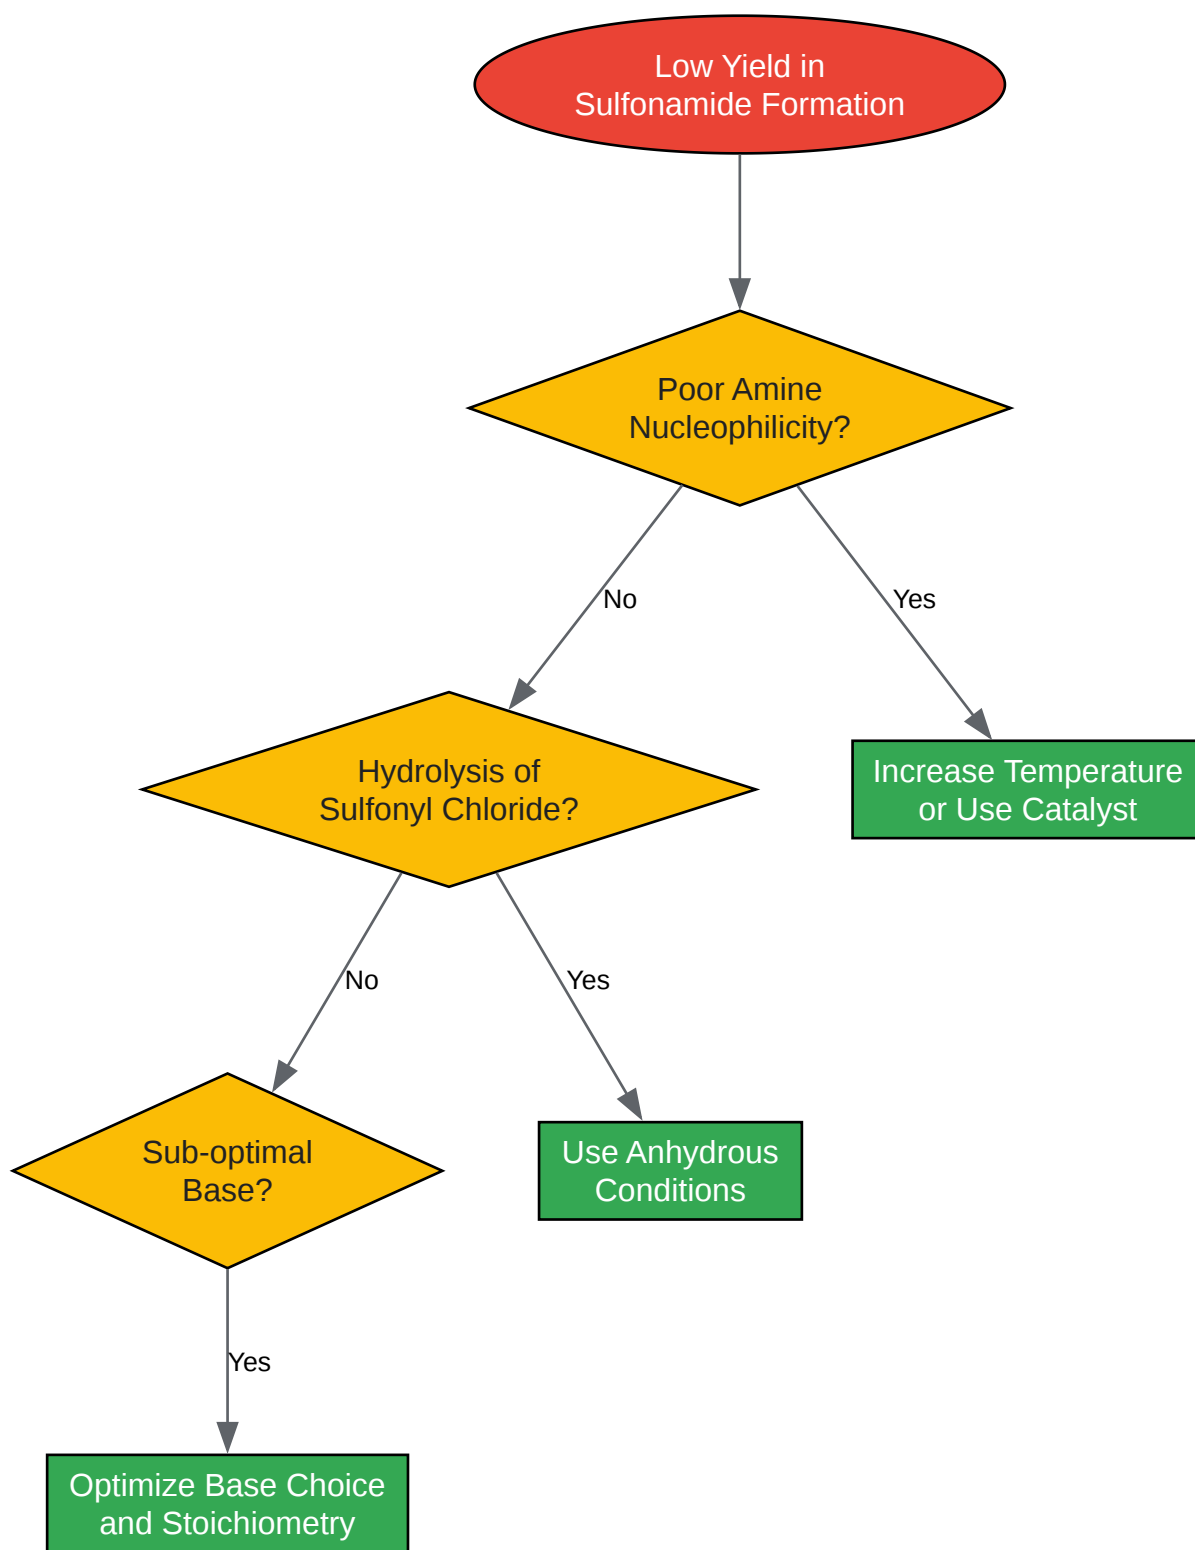 Low Yield in
Sulfonamide Formation
Poor Amine
Nucleophilicity?
No
Yes
Hydrolysis of
Sulfonyl Chloride?
Increase Temperature
or Use Catalyst
No
Yes
Sub-optimal
Base?
Use Anhydrous
Conditions
Yes
Optimize Base Choice
and Stoichiometry